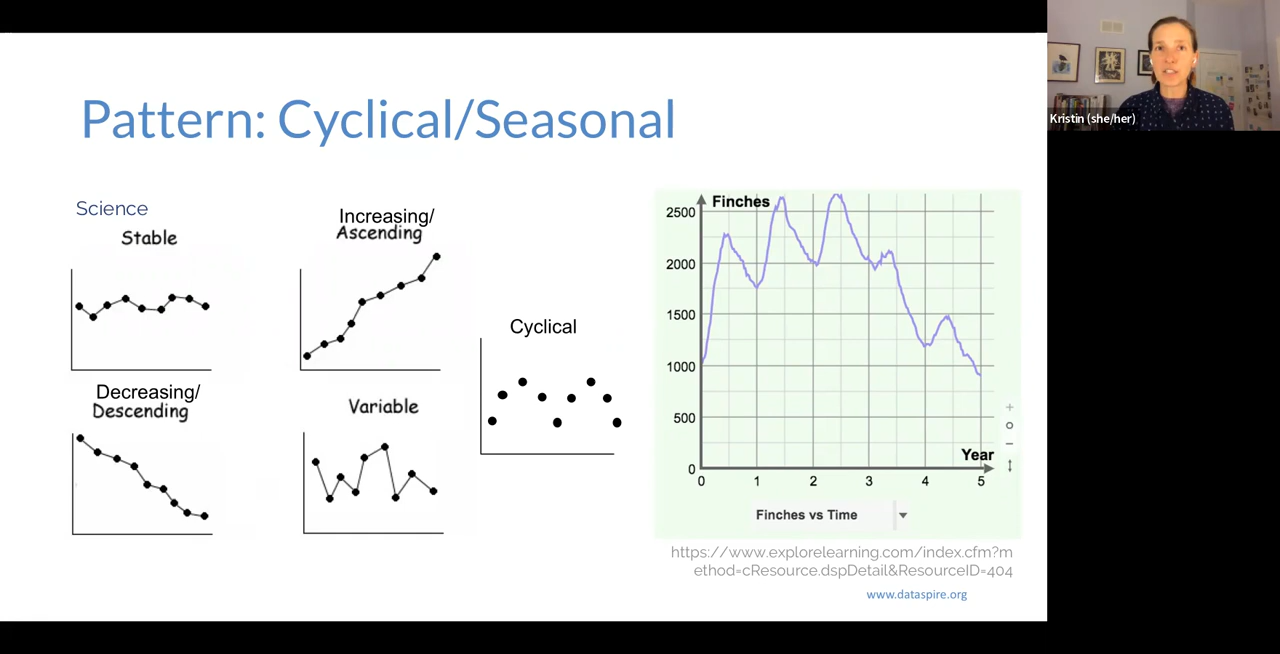 Pattern: Cyclical/Seasonal
Science
Stable
Increasing/
Ascending
Decreasing/
Descending
Variable
Cyclical
Finches
2500
2000
1500
1000
500
0
Year
0 1 2 3 4 5
Finches vs Time
https://www.explorelearning.com/index.cfm?m
ethod=cResource.dspDetail&ResourceID=404
www.dataspire.org
Kristin (she/her)